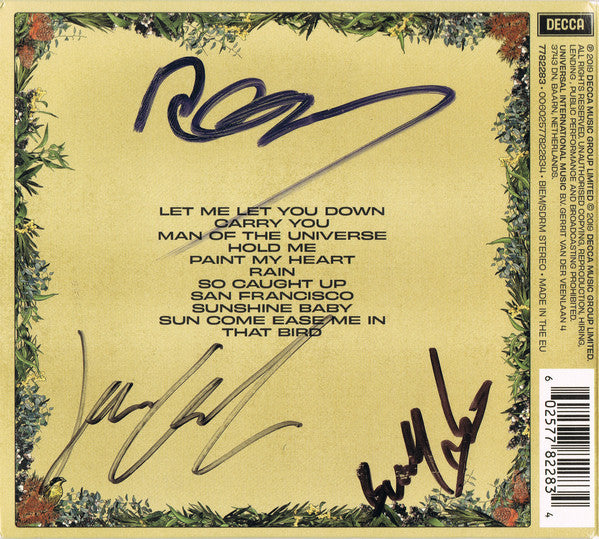 DECCA
LET ME LET YOU DOWN
CARRY YOU
MAN OF THE UNIVERSE
HOLD ME
PAINT MY HEART
RAIN
SO CAUGHT UP
SAN FRANCISCO
SUNSHINE BABY
SUN COME EASE ME IN
THAT BIRD
℗ 2019 DECCA MUSIC GROUP LIMITED © 2019 DECCA MUSIC GROUP LIMITED.
ALL RIGHTS RESERVED. UNAUTHORISED COPYING, REPRODUCTION, HIRING,
LENDING, PUBLIC PERFORMANCE AND BROADCASTING PROHIBITED.
UNIVERSAL INTERNATIONAL MUSIC B.V. GERRIT VAN DER VEENLAAN 4
3743 DN, BAARN, NETHERLANDS.
7782283 • 00602577822834 • BIEM/SDRM STEREO • MADE IN THE EU
6 02577 82283 4